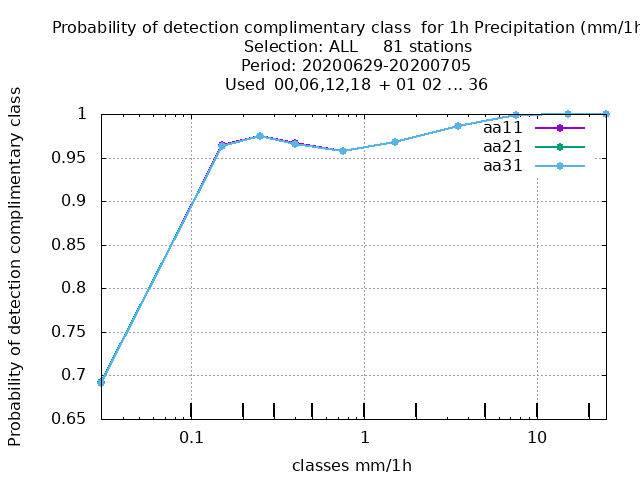 Probability of detection complimentary class  for 1h Precipitation (mm/1h
Selection: ALL     81 stations
Period: 20200629-20200705
Used  00,06,12,18 + 01 02 ... 36
Probability of detection complimentary class
1
0.95
0.9
0.85
0.8
0.75
0.7
0.65
aa11
aa21
aa31
0.1
1
10
classes mm/1h